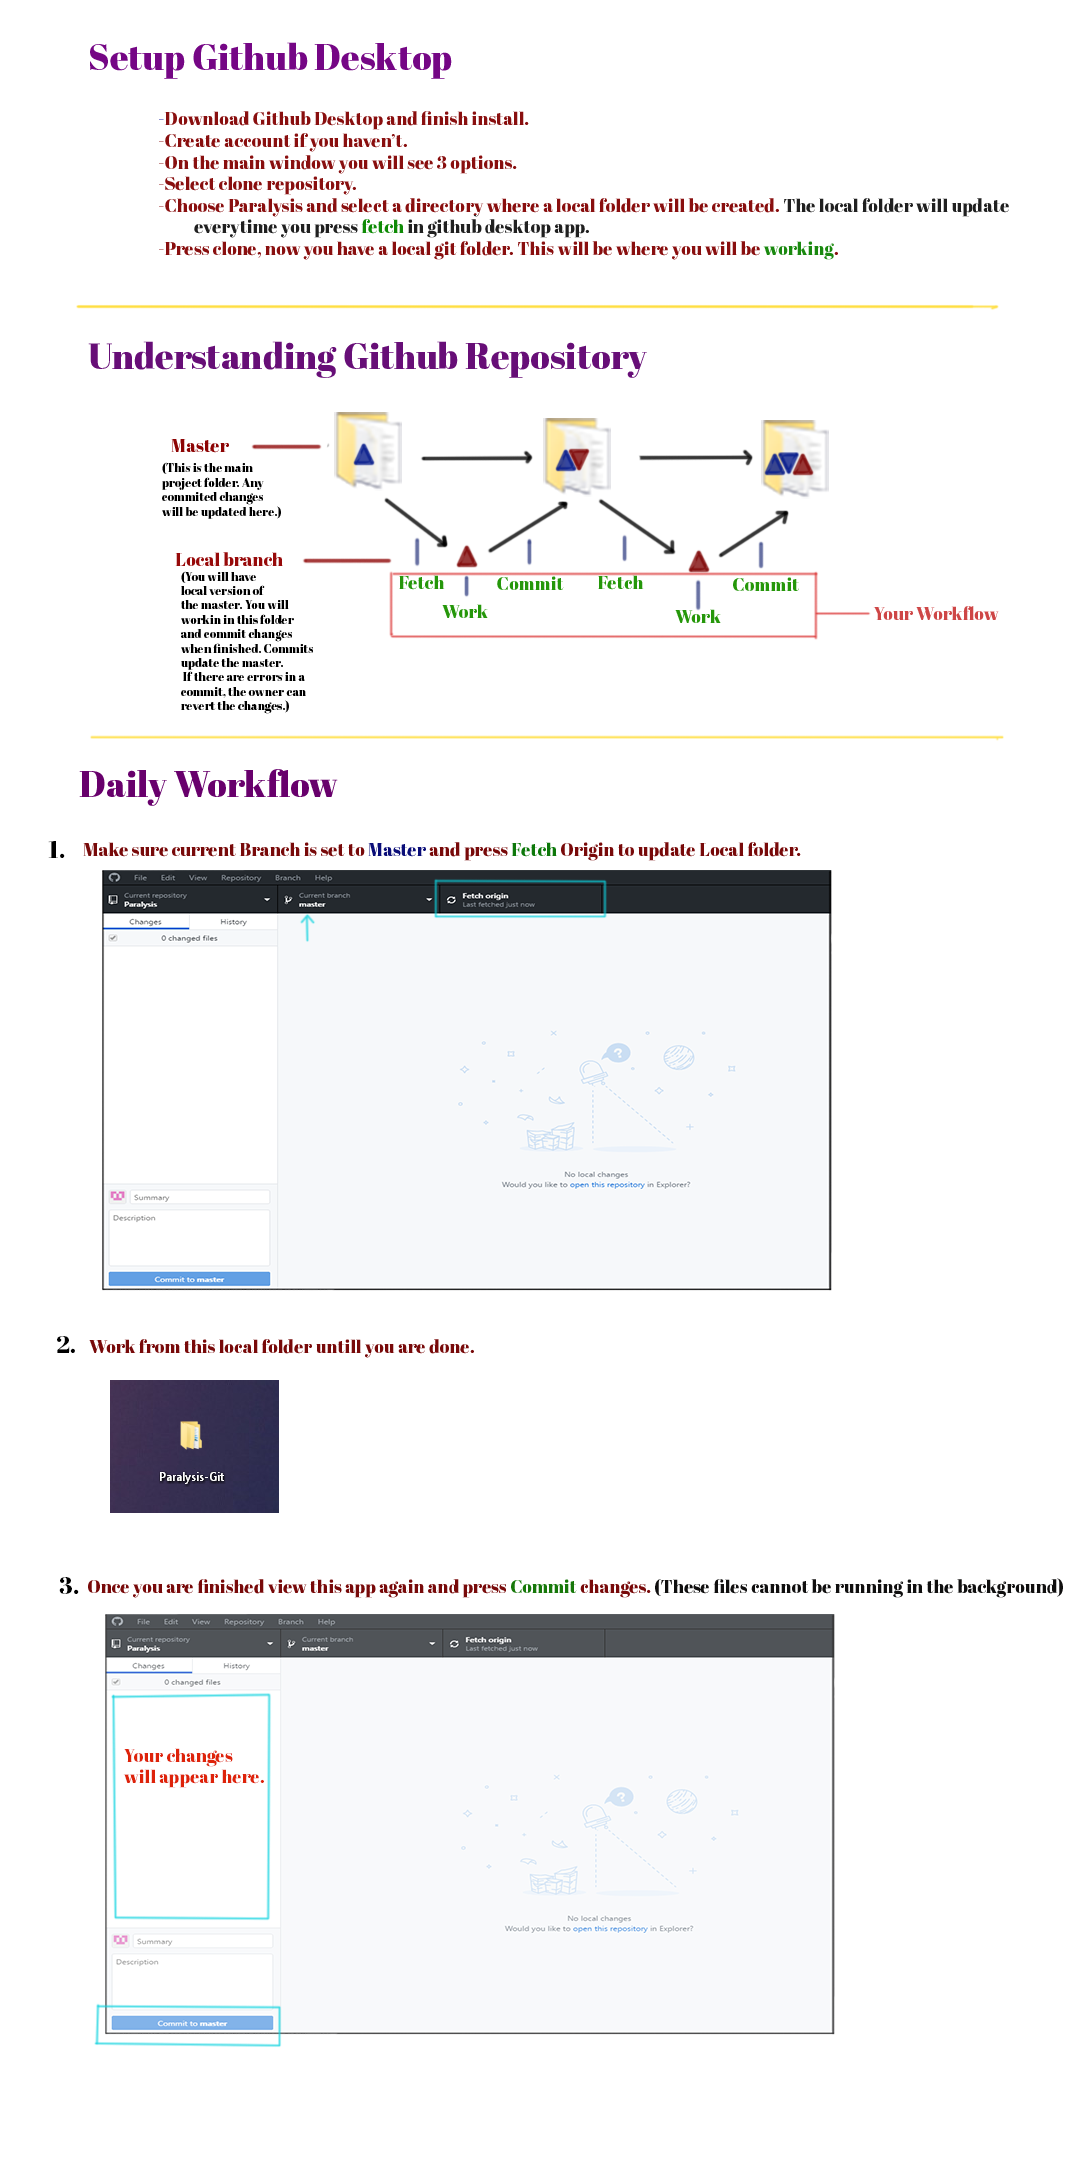 Setup Github Desktop
-Download Github Desktop and finish install.
-Create account if you haven't.
-On the main window you will see 3 options.
-Select clone repository.
-Choose Paralysis and select a directory where a local folder will be created. The local folder will update
everytime you press fetch in github desktop app.
-Press clone, now you have a local git folder. This will be where you will be working.
Understanding Github Repository
Master
(This is the main
project folder. Any
commited changes
will be updated here.)
Local branch
(You will have
local version of
the master. You will
workin in this folder
and commit changes
when finished. Commits
update the master.
If there are errors in a
commit, the owner can
revert the changes.)
Fetch
Work
Commit
Fetch
Work
Commit
Your Workflow
Daily Workflow
1. Make sure current Branch is set to Master and press Fetch Origin to update Local folder.
File Edit View Repository Branch Help
Current repository
Paralysis
Current branch
master
Fetch origin
Last fetched just now
Changes History
0 changed files
?
No local changes
Would you like to open this repository in Explorer?
Summary
Description
Commit to master
2. Work from this local folder untill you are done.
Paralysis-Git
3. Once you are finished view this app again and press Commit changes. (These files cannot be running in the background)
File Edit View Repository Branch Help
Current repository
Paralysis
Current branch
master
Fetch origin
Last fetched just now
Changes History
0 changed files
Your changes
will appear here.
?
No local changes
Would you like to open this repository in Explorer?
Summary
Description
Commit to master